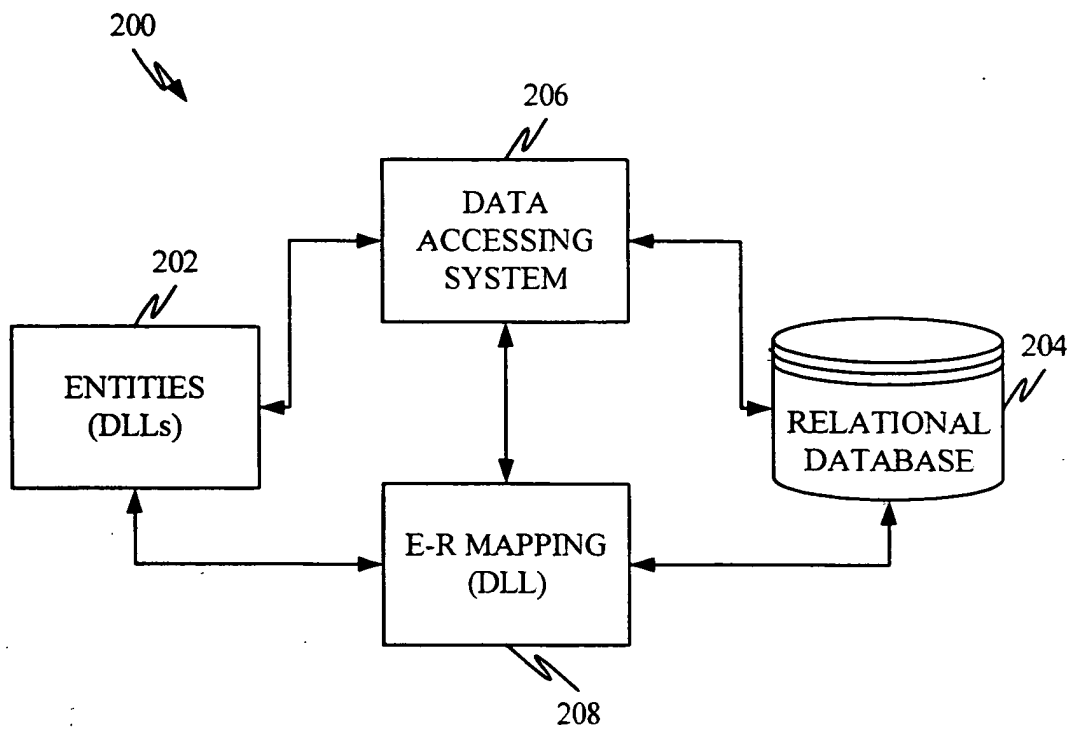 200
206
DATA
ACCESSING
SYSTEM
202
ENTITIES
(DLLs)
204
RELATIONAL
DATABASE
E-R MAPPING
(DLL)
208